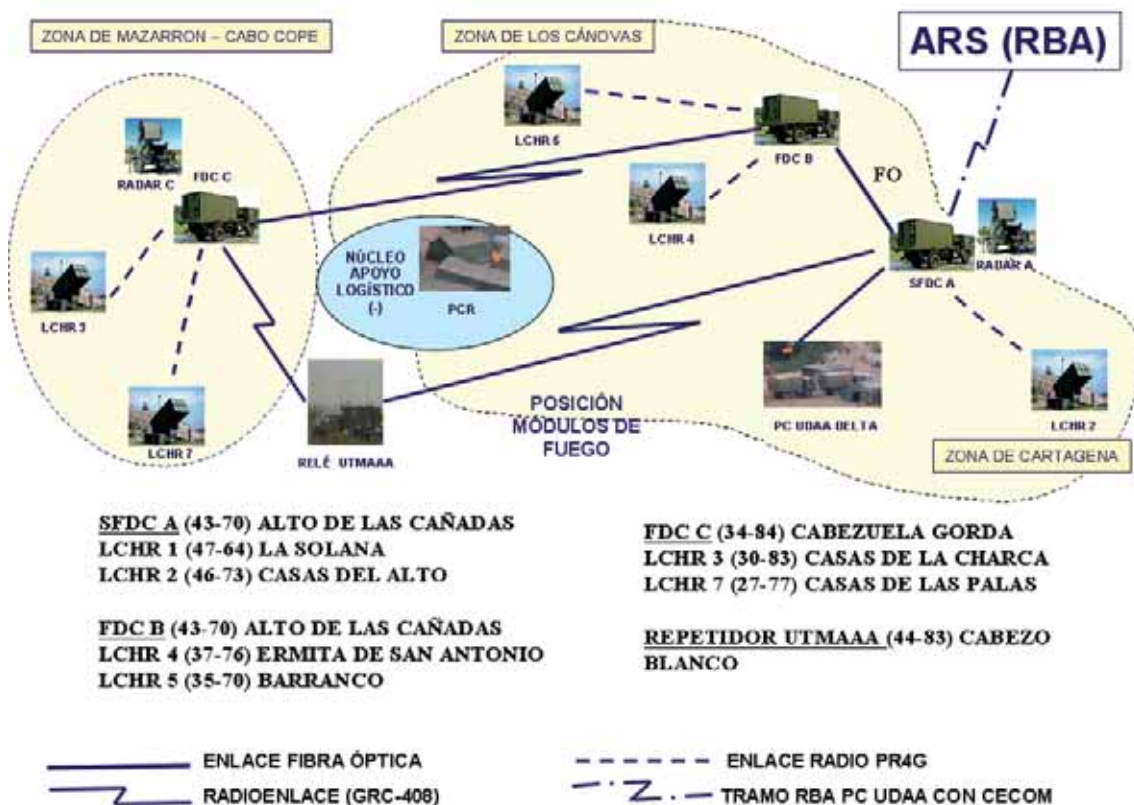 ZONA DE MAZARRON – CABO COPE
ZONA DE LOS CÁNOVAS
ARS (RBA)
LCHR 5
FDC B
RADAR C
FDC C
LCHR 4
FO
RADAR A
SFDC A
NÚCLEO
APOYO
LOGÍSTICO
(-)
PCR
LCHR 3
LCHR 7
RELÉ UTMAAA
POSICIÓN
MÓDULOS DE
FUEGO
PC UDAA DELTA
LCHR 2
ZONA DE CARTAGENA
SFDC A (43-70) ALTO DE LAS CAÑADAS
LCHR 1 (47-64) LA SOLANA
LCHR 2 (46-73) CASAS DEL ALTO
FDC B (43-70) ALTO DE LAS CAÑADAS
LCHR 4 (37-76) ERMITA DE SAN ANTONIO
LCHR 5 (35-70) BARRANCO
FDC C (34-84) CABEZUELA GORDA
LCHR 3 (30-83) CASAS DE LA CHARCA
LCHR 7 (27-77) CASAS DE LAS PALAS
REPETIDOR UTMAAA (44-83) CABEZO
BLANCO
ENLACE FIBRA ÓPTICA
RADIOENLACE (GRC-408)
ENLACE RADIO PR4G
TRAMO RBA PC UDAA CON CECOM